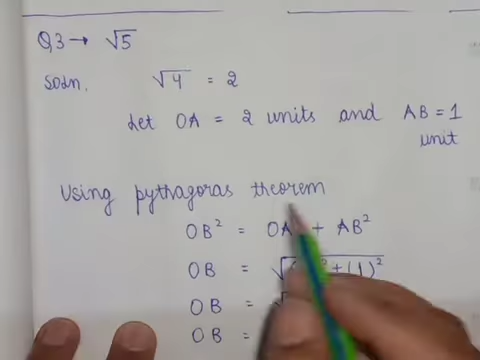 Q3 → √5
Soln. √4 = 2
Let OA = 2 units and AB = 1
unit
Using pythagoras theorem
OB² = OA + AB²
OB = √ ² + (1)²
OB = √
OB =